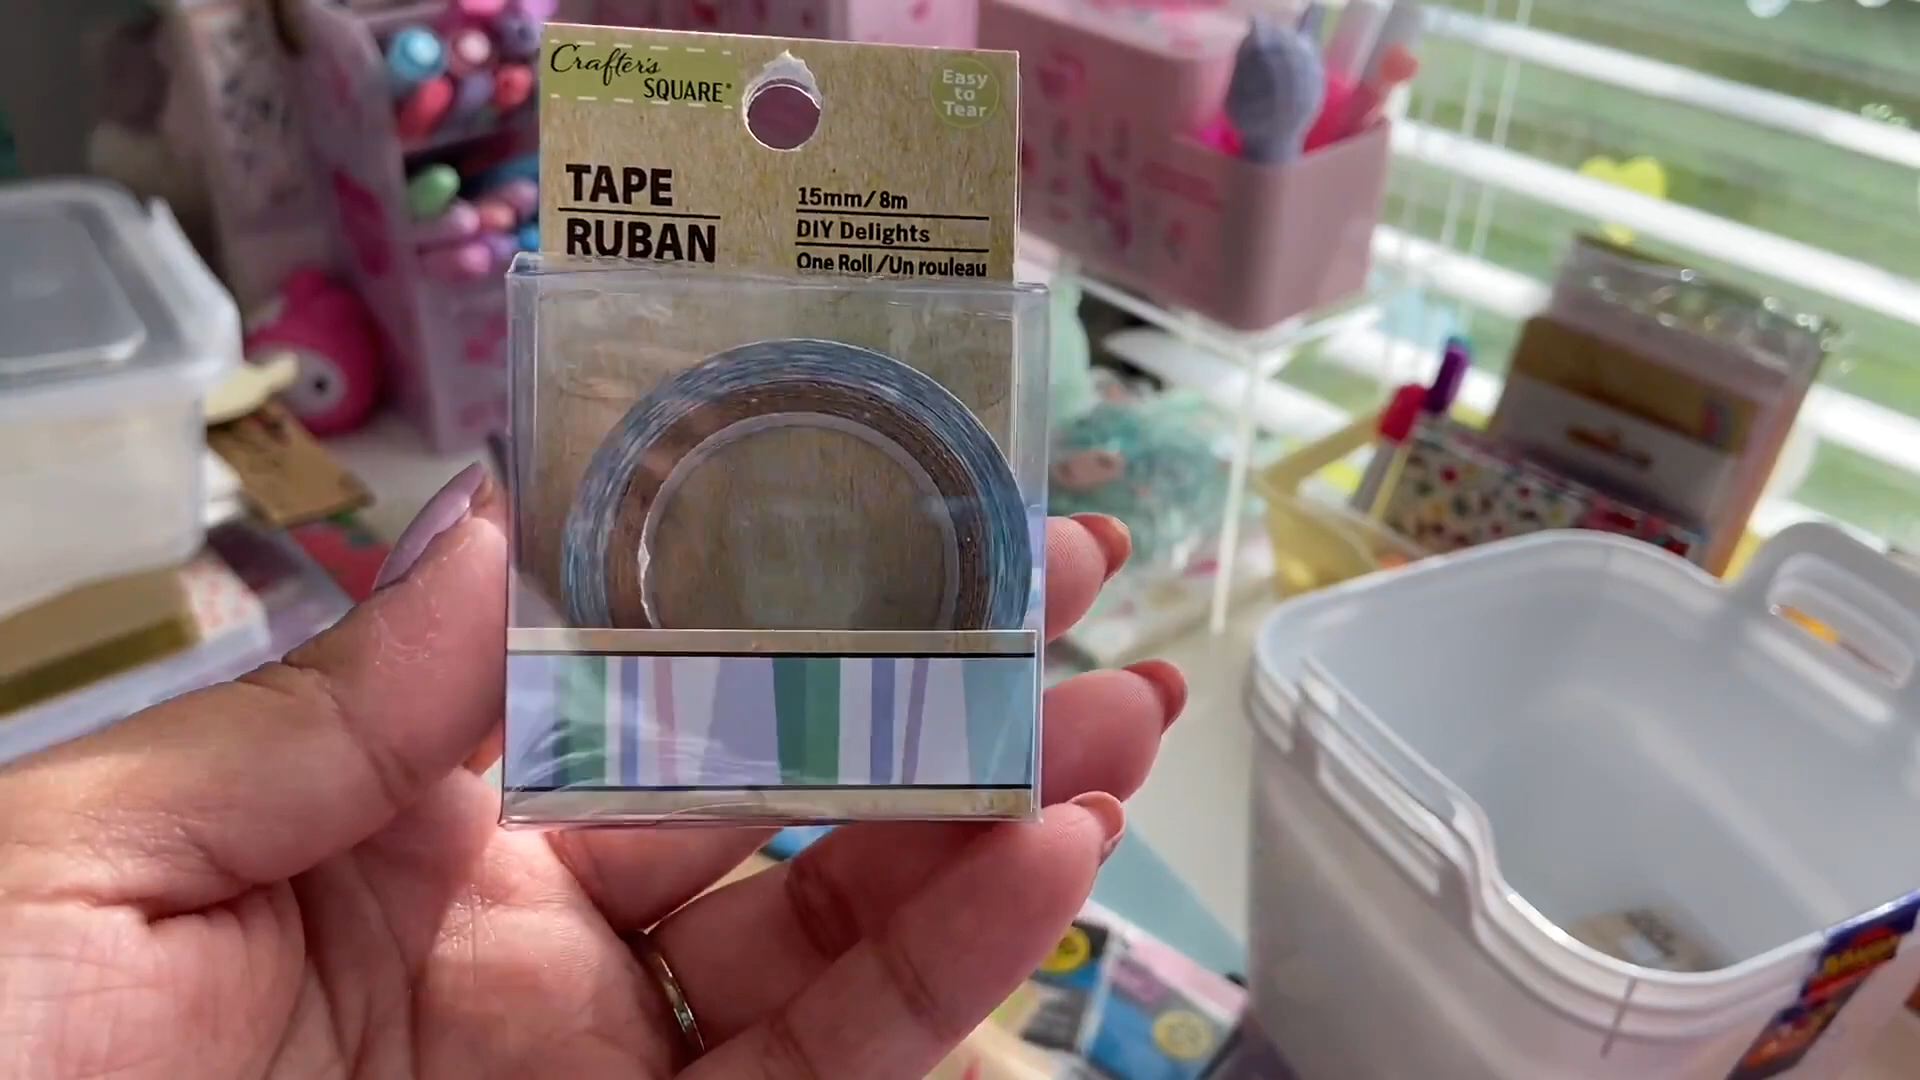 Crafter's
SQUARE®
Easy
to
Tear
TAPE
RUBAN
15mm/8m
DIY Delights
One Roll/Un rouleau